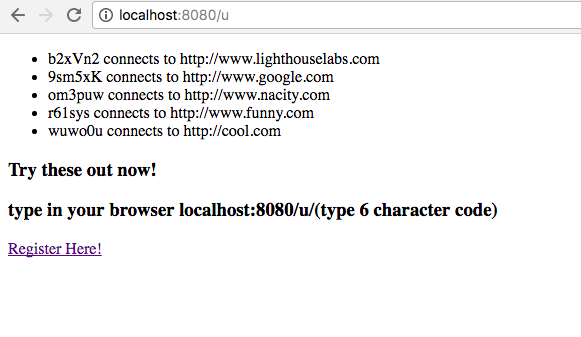 localhost:8080/u
b2xVn2 connects to http://www.lighthouselabs.com
9sm5xK connects to http://www.google.com
om3puw connects to http://www.nacity.com
r61sys connects to http://www.funny.com
wuwo0u connects to http://cool.com
Try these out now!
type in your browser localhost:8080/u/(type 6 character code)
Register Here!